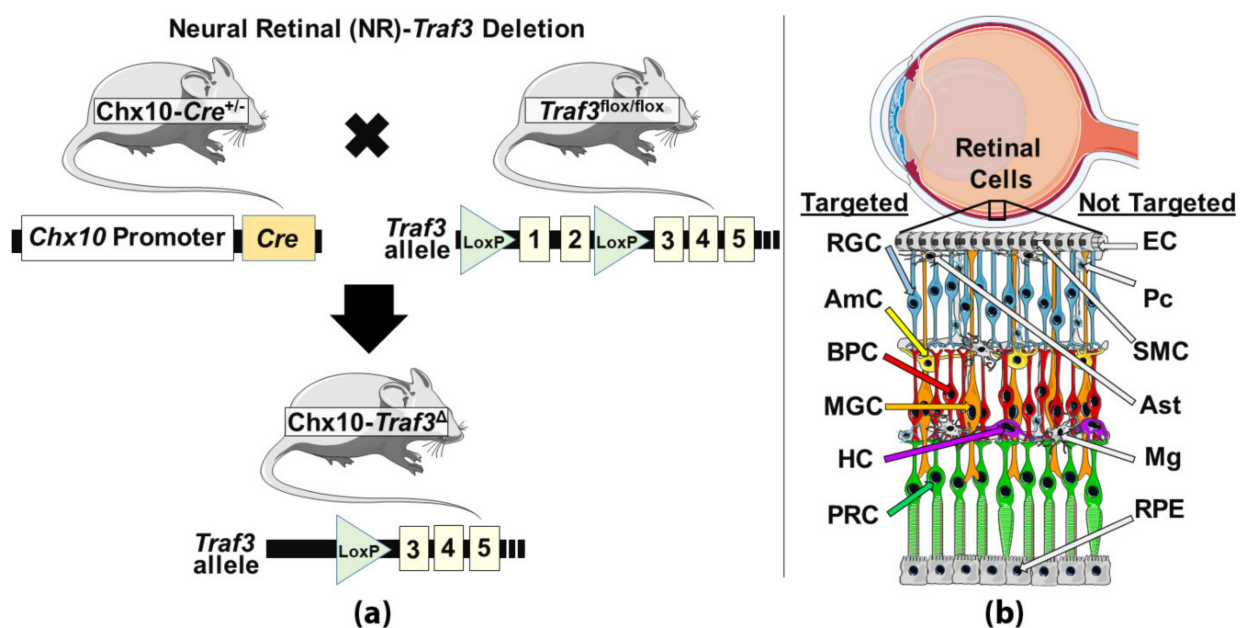 Neural Retinal (NR)-Traf3 Deletion
Chx10-Cre+/-
Traf3flox/flox
Chx10 Promoter
Cre
Traf3
allele
LoxP
1
2
LoxP
3
4
5
Chx10-TrafΔ3
Traf3
allele
LoxP
3
4
5
(a)
Retinal
Cells
Targeted
Not Targeted
RGC
EC
AmC
Pc
BPC
SMC
MGC
Ast
HC
Mg
PRC
RPE
(b)